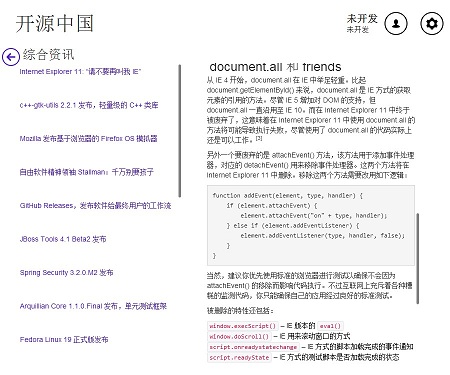 开源中国
未开发
未开发
综合资讯
Internet Explorer 11: “请不要再叫我 IE”
c++-gtk-utils 2.2.1 发布，轻量级的 C++ 类库
Mozilla 发布基于浏览器的 Firefox OS 模拟器
自由软件精神领袖 Stallman：千万别要孩子
GitHub Releases，发布软件给最终用户的工作流
JBoss Tools 4.1 Beta2 发布
Spring Security 3.2.0.M2 发布
Arquillian Core 1.1.0.Final 发布，单元测试框架
Fedora Linux 19 正式版发布
document.all 和 friends
从 IE 4 开始，document.all 在 IE 中举足轻重。比起
document.getElementById() 来说，document.all 是 IE 方式的获取
元素的引用的方法。尽管 IE 5 增加对 DOM 的支持，但
document.all 一直沿用至 IE 10。而在 Internet Explorer 11 中终于
被废弃了，这意味着在 Internet Explorer 11 中使用 document.all 的
方法将可能导致执行失败，尽管使用了 document.all 的代码实际上
还是可以工作。[3]
另外一个要废弃的是 attachEvent() 方法，该方法用于添加事件处理
器，对应的 detachEvent() 用来移除事件处理器。这两个方法将在
Internet Explorer 11 中删除。移除这两个方法需要改用如下逻辑：
function addEvent(element, type, handler) {
if (element.attachEvent) {
element.attachEvent("on" + type, handler);
} else if (element.addEventListener) {
element.addEventListener(type, handler, false);
}
}
当然，建议你优先使用标准的浏览器进行测试以确保不会因为
attachEvent() 的移除而影响代码执行。不过互联网上充斥着各种糟
糕的监测代码，你只能确保自己的应用经过良好的标准测试。
被删除的特性还包括：
window.execScript() – IE 版本的 eval()
window.doScroll() – IE 用来滚动窗口的方式
script.onreadystatechange – IE 方式的脚本加载完成的事件通知
script.readyState – IE 方式的测试脚本是否加载完成的状态